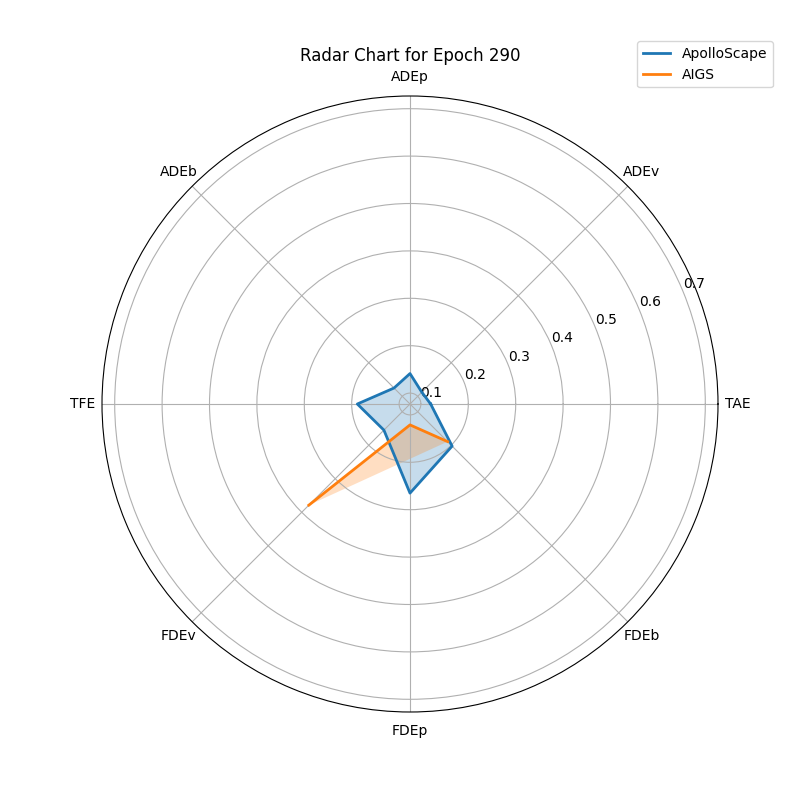 Radar Chart for Epoch 290
ApolloScape
AIGS
ADEp
ADEb
ADEv
0.7
0.6
0.5
0.4
0.3
0.2
0.1
TFE
TAE
FDEv
FDEb
FDEp